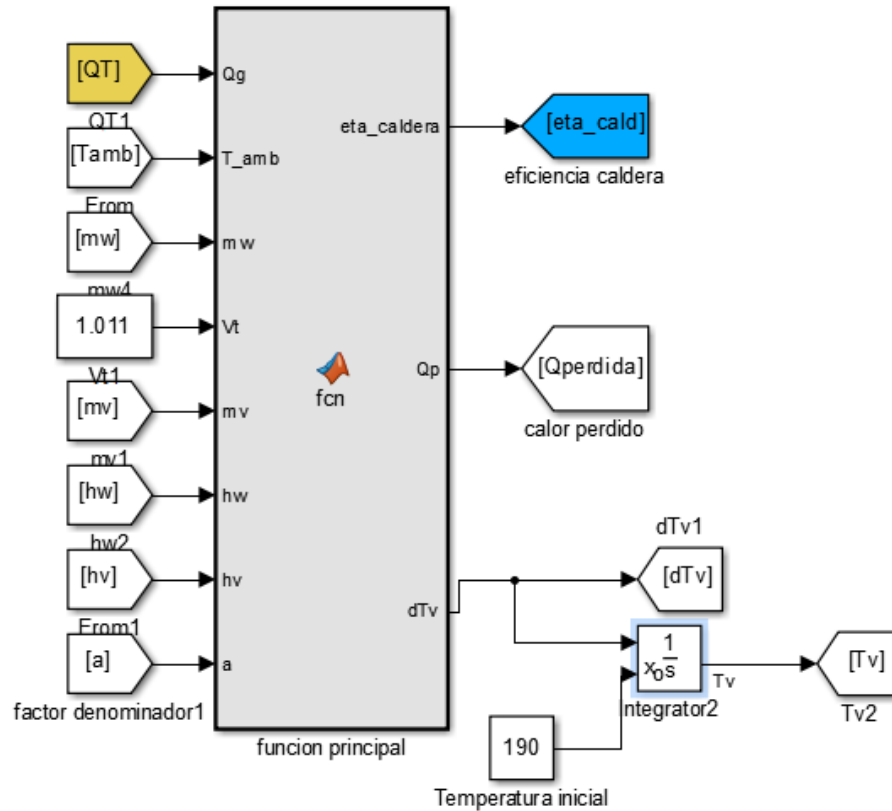 [QT]
QT1
[Tamb]
From
[mw]
mw4
1.011
Vt1
[mv]
mv1
[hw]
hw2
[hv]
From1
[a]
factor denominador1
Qg
T_amb
mw
Vt
mv
hw
hv
a
fcn
eta_caldera
Qp
dTv
funcion principal
[eta_cald]
eficiencia caldera
[Qperdida]
calor perdido
dTv1
[dTv]
1
x₀ s
Integrator2
Tv
[Tv]
Tv2
190
Temperatura inicial